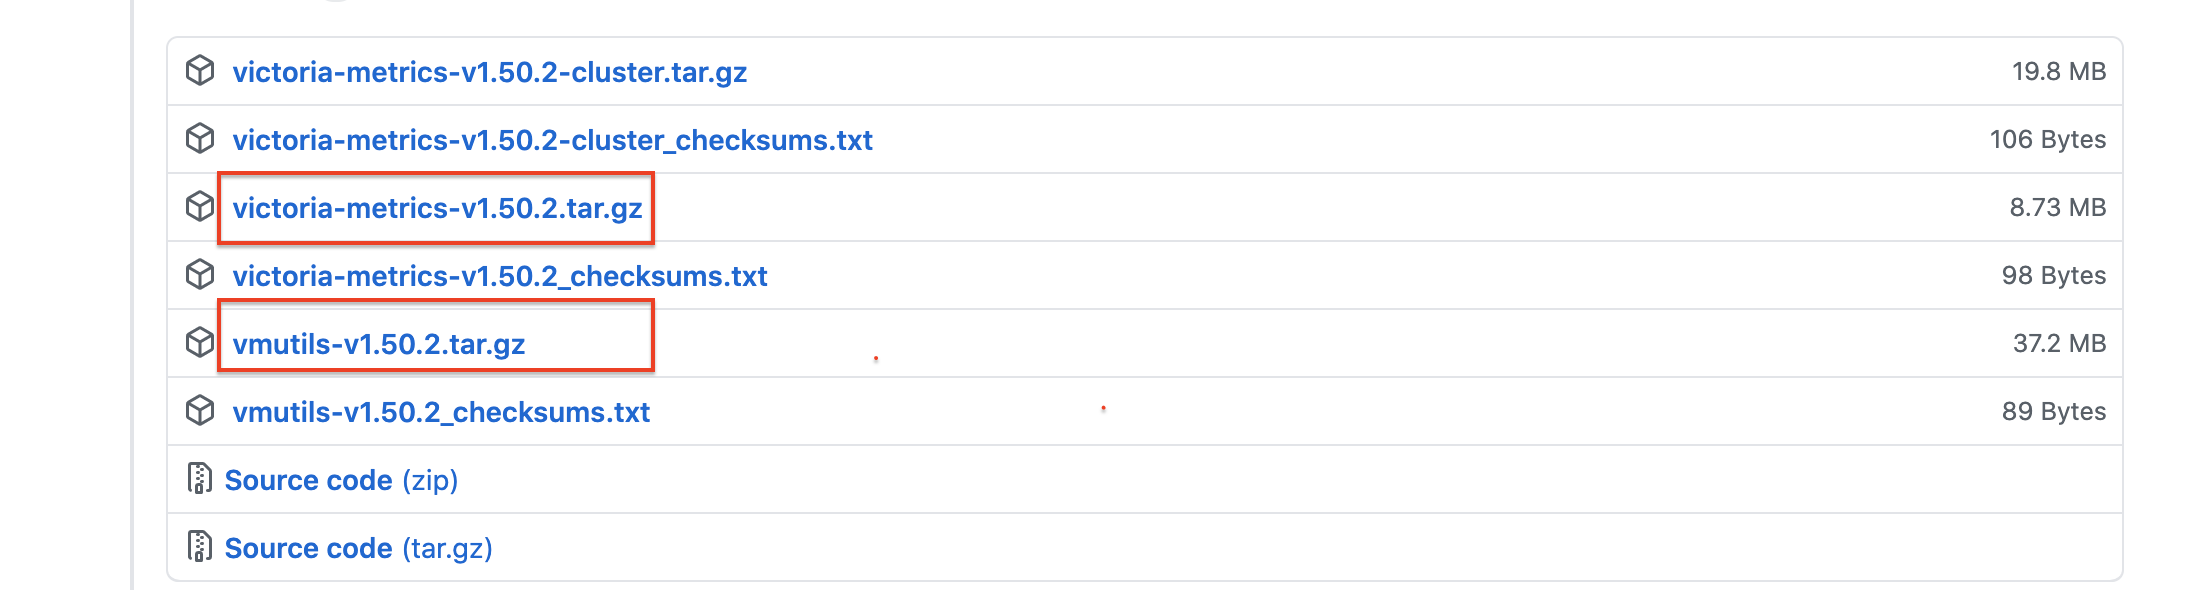 victoria-metrics-v1.50.2-cluster.tar.gz 19.8 MB
victoria-metrics-v1.50.2-cluster_checksums.txt 106 Bytes
victoria-metrics-v1.50.2.tar.gz 8.73 MB
victoria-metrics-v1.50.2_checksums.txt 98 Bytes
vmutils-v1.50.2.tar.gz 37.2 MB
vmutils-v1.50.2_checksums.txt 89 Bytes
Source code (zip)
Source code (tar.gz)